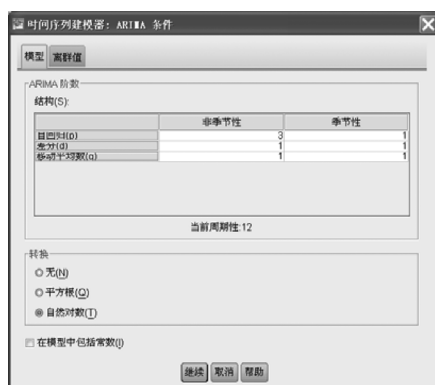 时间序列建模器: ARIMA 条件
模型 离群值
ARIMA 阶数
结构(S):
非季节性 季节性
自回归(p) 3 1
差分(d) 1 1
移动平均数(q) 1 1
当前周期性:12
转换
无(N)
平方根(Q)
自然对数(T)
在模型中包括常数(I)
继续 取消 帮助